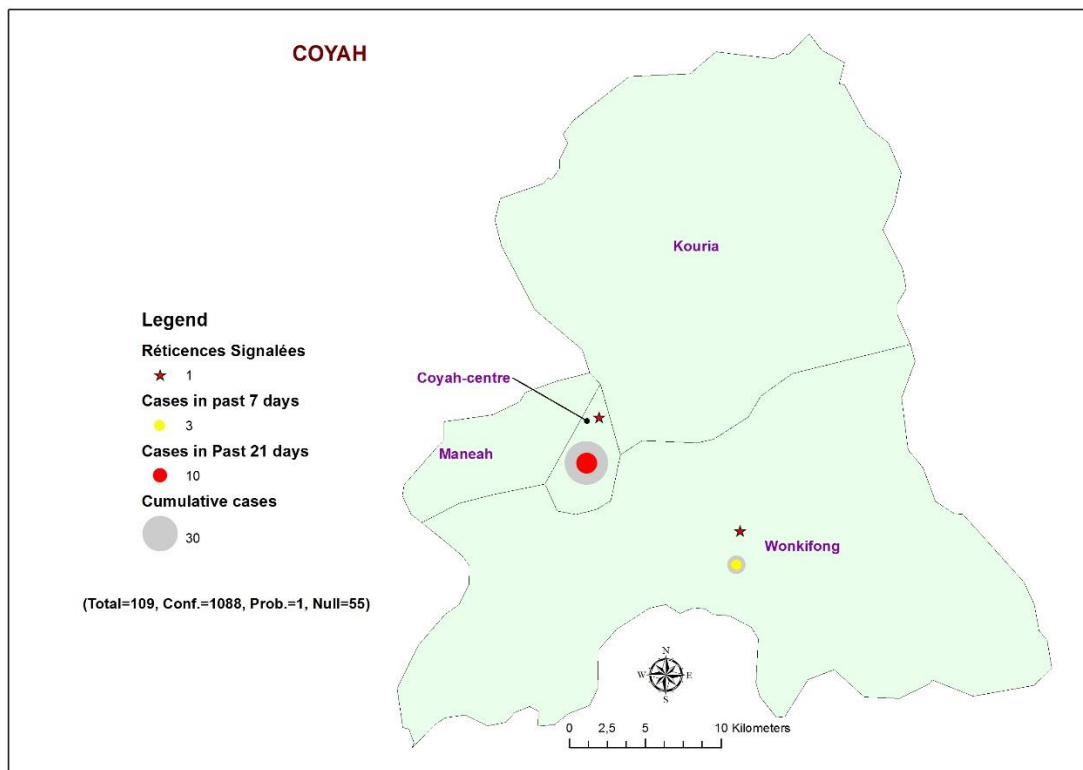 COYAH
Kouria
Coyah-centre
Maneah
Wonkifong
Legend
Réticences Signalées
1
Cases in past 7 days
3
Cases in Past 21 days
10
Cumulative cases
30
(Total=109, Conf.=1088, Prob.=1, Null=55)
N
W E
S
0 2,5 5 10 Kilometers